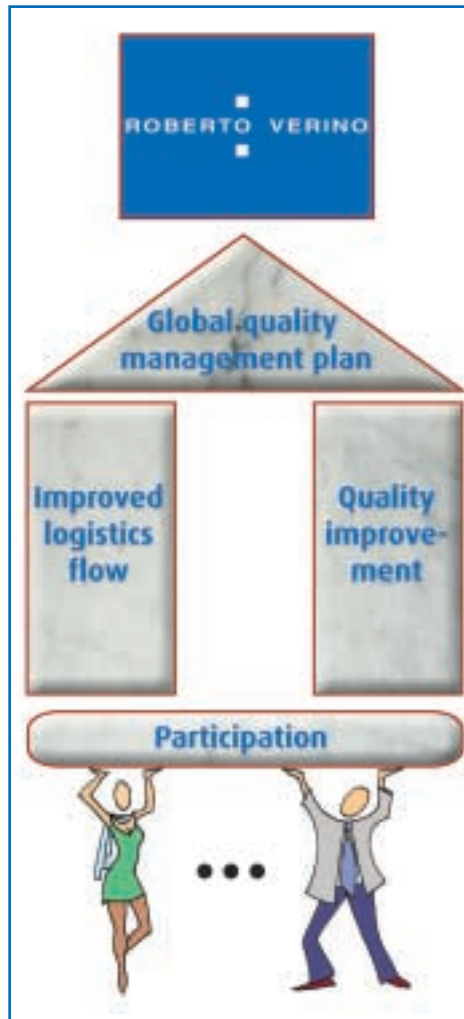 ROBERTO VERINO
Global quality
management plan
Improved
logistics
flow
Quality
improve-
ment
Participation